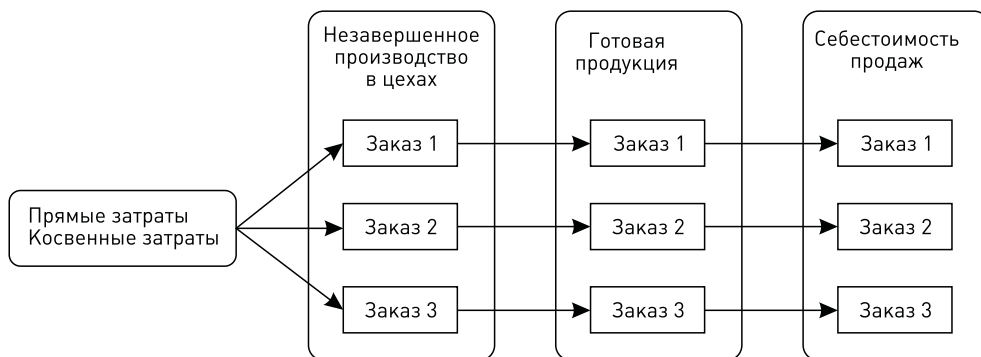 Незавершенное
производство
в цехах
Готовая
продукция
Себестоимость
продаж
Прямые затраты
Косвенные затраты
Заказ 1
Заказ 1
Заказ 1
Заказ 2
Заказ 2
Заказ 2
Заказ 3
Заказ 3
Заказ 3